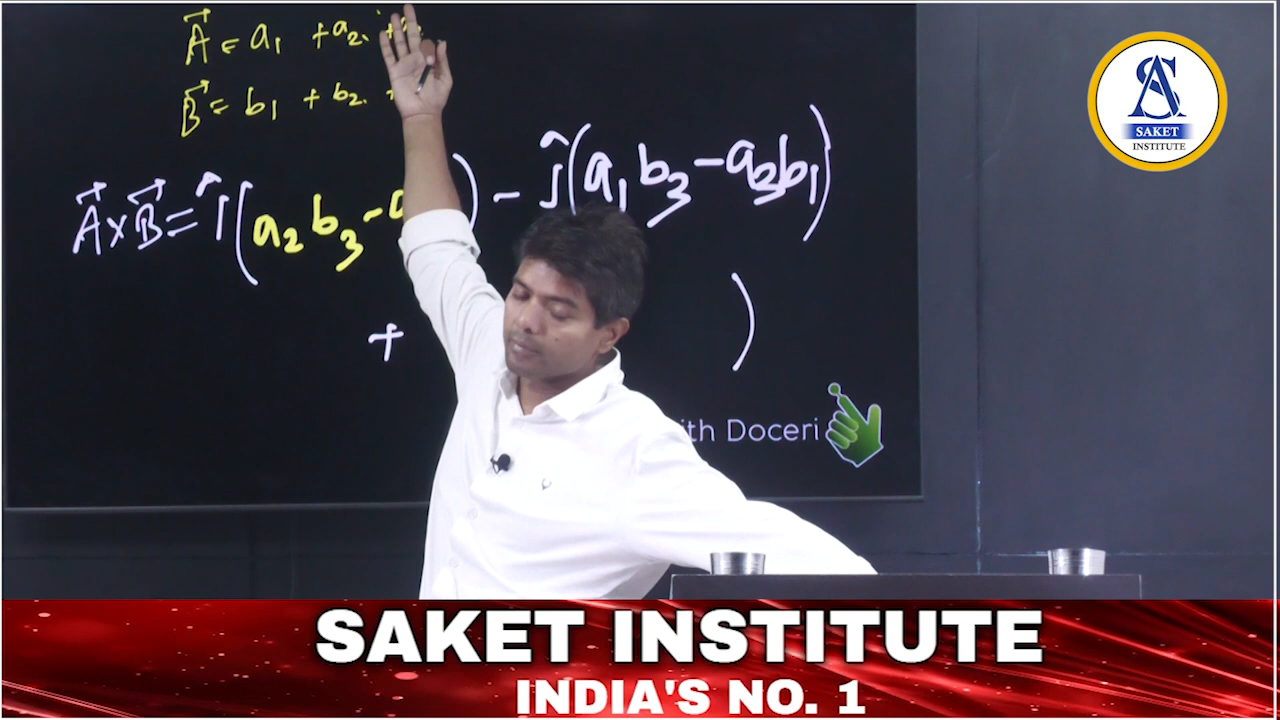 A⃗ = a₁ + a₂
B⃗ = b₁ + b₂
A⃗×B⃗ = î(a₂b₃ - a ) - ĵ(a₁b₃ - a₃b₁)
+ )
ith Doceri
SAKET
INSTITUTE
SAKET INSTITUTE
INDIA'S NO. 1